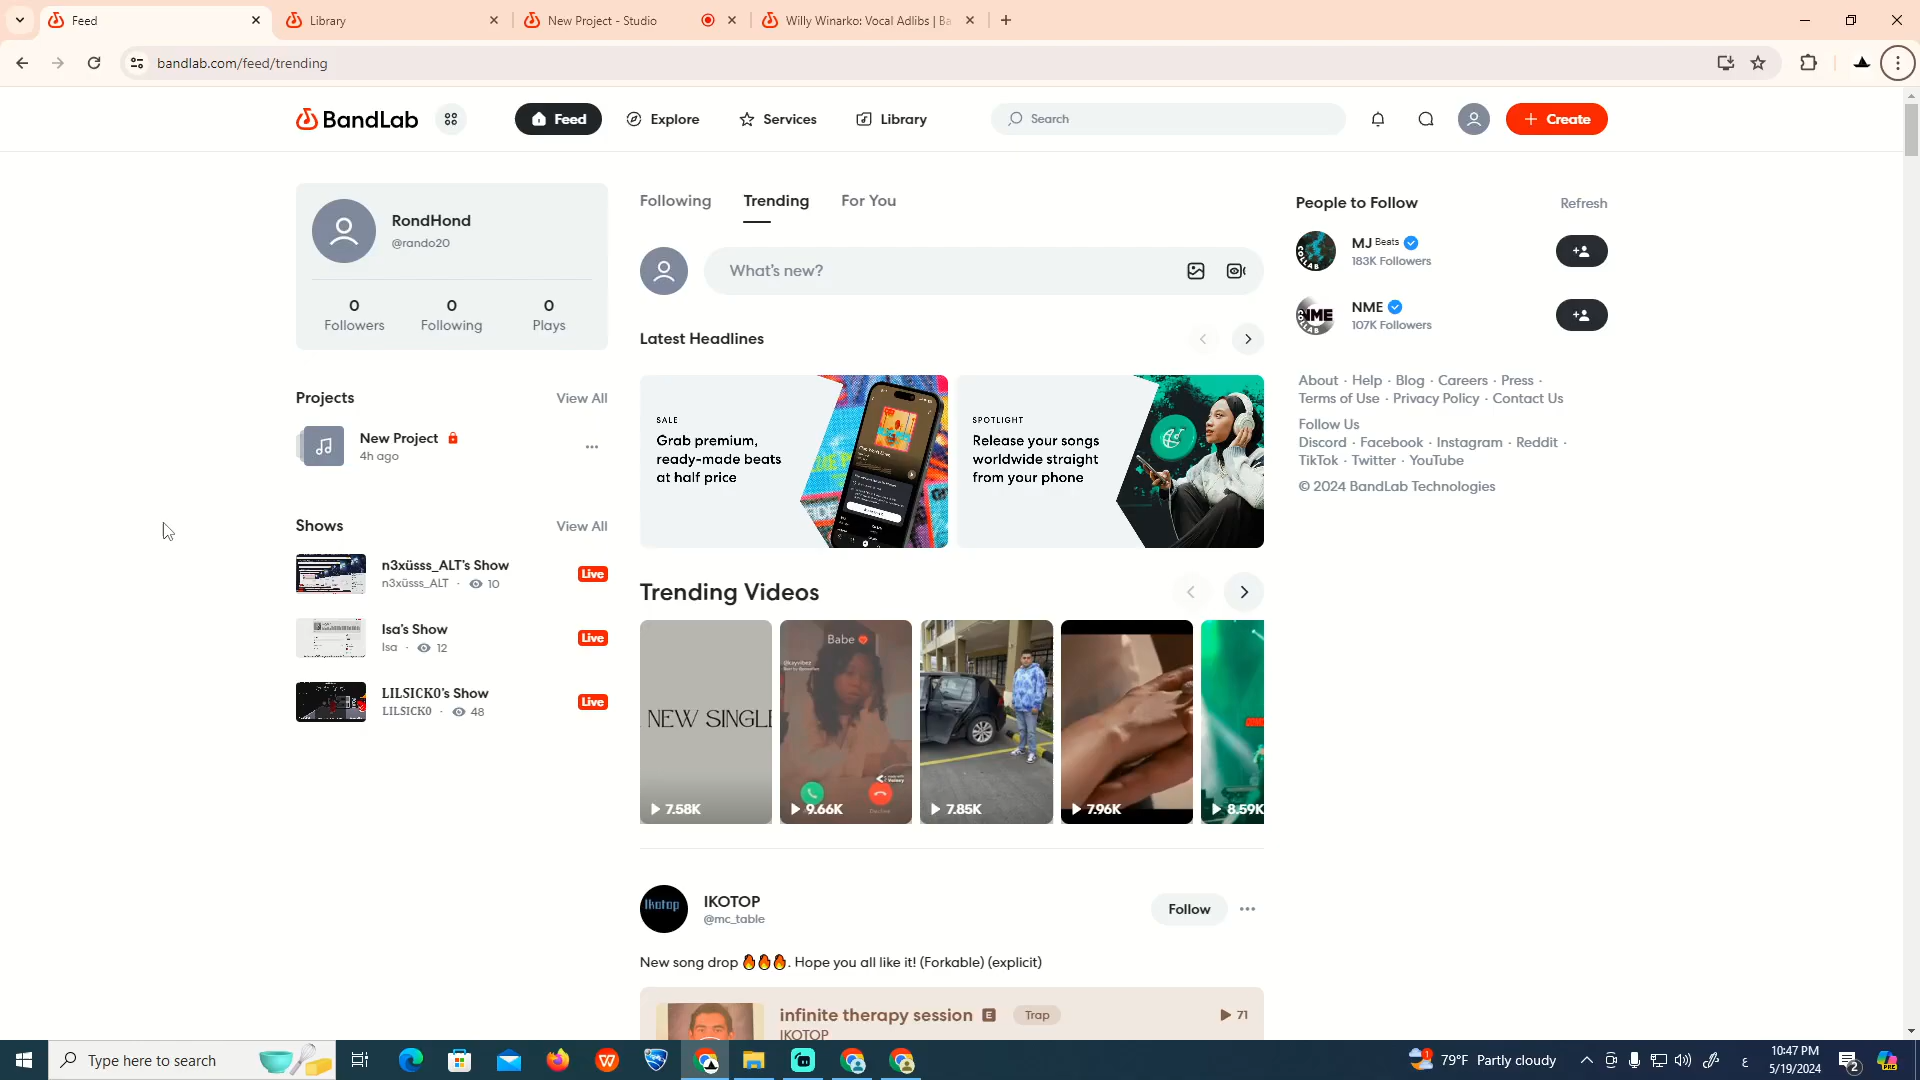 Feed
Library
New Project - Studio
Willy Winarko: Vocal Adlibs | Ba
bandlab.com/feed/trending
BandLab
Feed
Explore
Services
Library
Search
Create
RondHond
@rando20
0
Followers
0
Following
0
Plays
Projects
View All
New Project
4h ago
Shows
View All
n3xüsss_ALT's Show
n3xüsss_ALT · 10
Live
Isa's Show
Isa · 12
Live
LILSICK0's Show
LILSICK0 · 48
Live
Following
Trending
For You
What's new?
Latest Headlines
SALE
Grab premium,
ready-made beats
at half price
SPOTLIGHT
Release your songs
worldwide straight
from your phone
Trending Videos
NEW SINGLE
7.58K
Babe
9.66K
7.85K
7.96K
8.59K
Ikotop
IKOTOP
@mc_table
Follow
New song drop 🔥🔥🔥. Hope you all like it! (Forkable) (explicit)
infinite therapy session E
Trap
71
IKOTOP
People to Follow
Refresh
MJ Beats
183K Followers
NME
107K Followers
About · Help · Blog · Careers · Press ·
Terms of Use · Privacy Policy · Contact Us
Follow Us
Discord · Facebook · Instagram · Reddit ·
TikTok · Twitter · YouTube
© 2024 BandLab Technologies
Type here to search
79°F Partly cloudy
ع
10:47 PM
5/19/2024
2